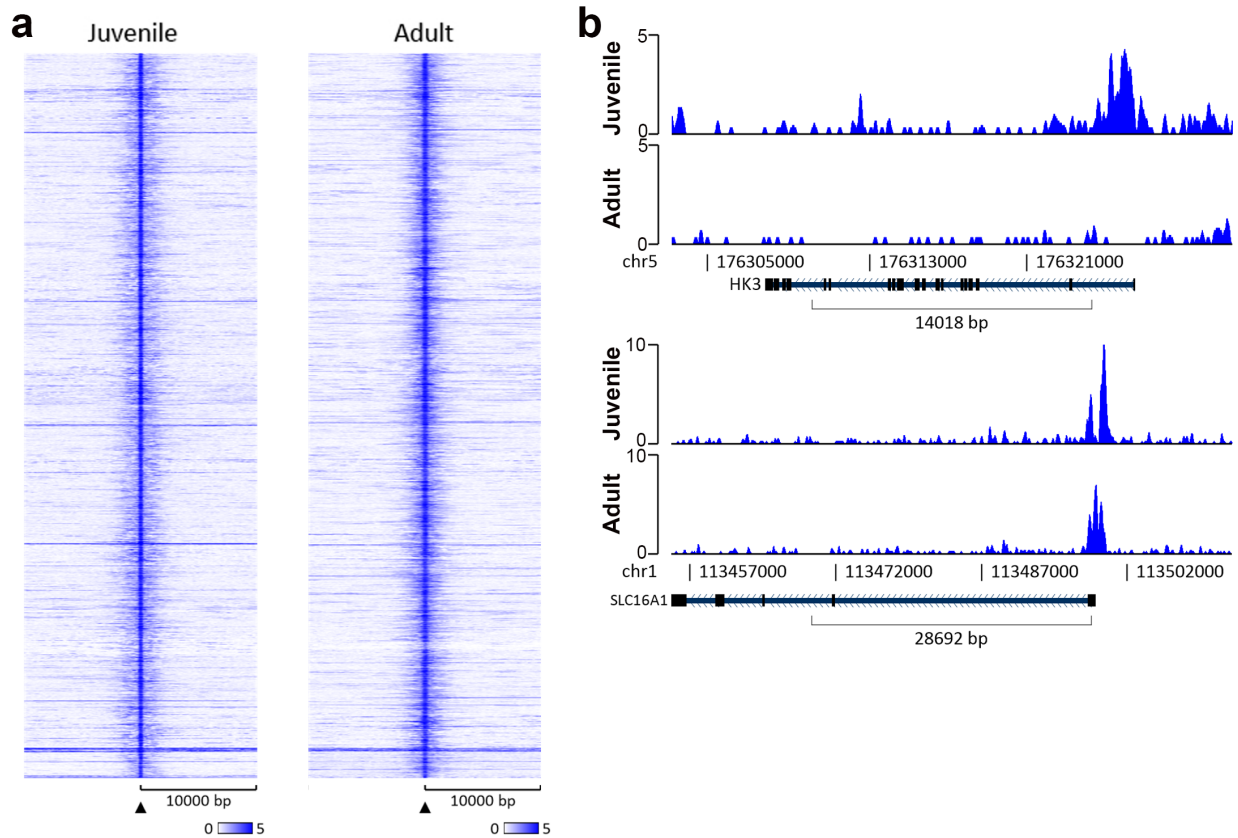 a
Juvenile
Adult
10000 bp
10000 bp
0 5
0 5
b
Juvenile
5
0
Adult
5
0
chr5 | 176305000 | 176313000 | 176321000
HK3
14018 bp
Juvenile
10
0
Adult
10
0
chr1 | 113457000 | 113472000 | 113487000 | 113502000
SLC16A1
28692 bp